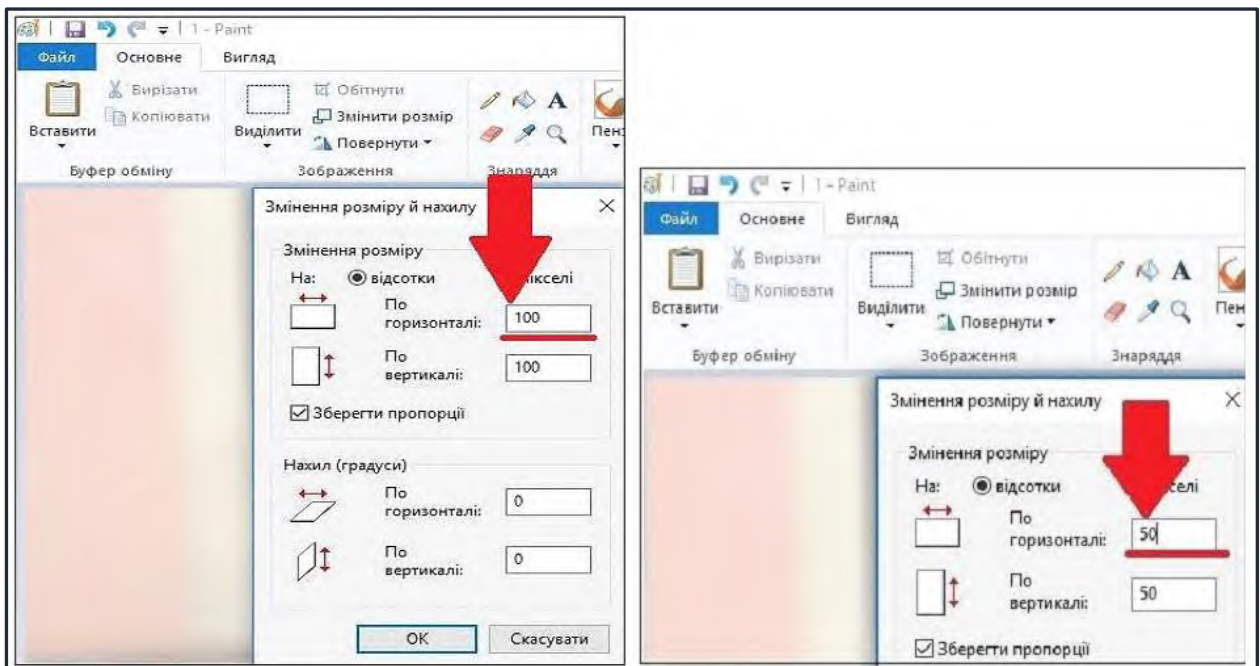 1 - Paint
Файл Основне Вигляд
Вирізати
Копіювати
Вставити
Буфер обміну
Обітнути
Змінити розмір
Повернути
Виділити
Зображення
A
Знаряддя
Змінення розміру й нахилу
Змінення розміру
На: відсотки
По
горизонталі: 100
По
вертикалі: 100
Зберегти пропорції
Нахил (градуси)
По
горизонталі: 0
По
вертикалі: 0
OK Скасувати
1 - Paint
Файл Основне Вигляд
Вирізати
Копіювати
Вставити
Буфер обміну
Обітнути
Змінити розмір
Повернути
Виділити
Зображення
A
Знаряддя
Змінення розміру й нахилу
Змінення розміру
На: відсотки
По
горизонталі: 50
По
вертикалі: 50
Зберегти пропорції